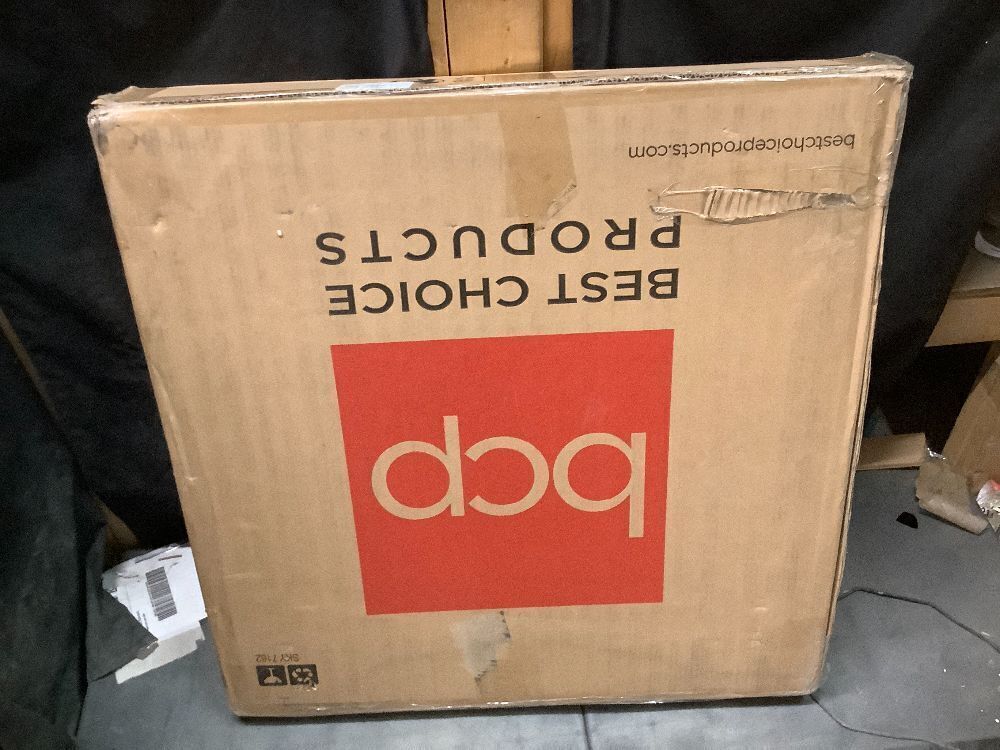 bcp
BEST CHOICE
PRODUCTS
bestchoiceproducts.com
SKY7162